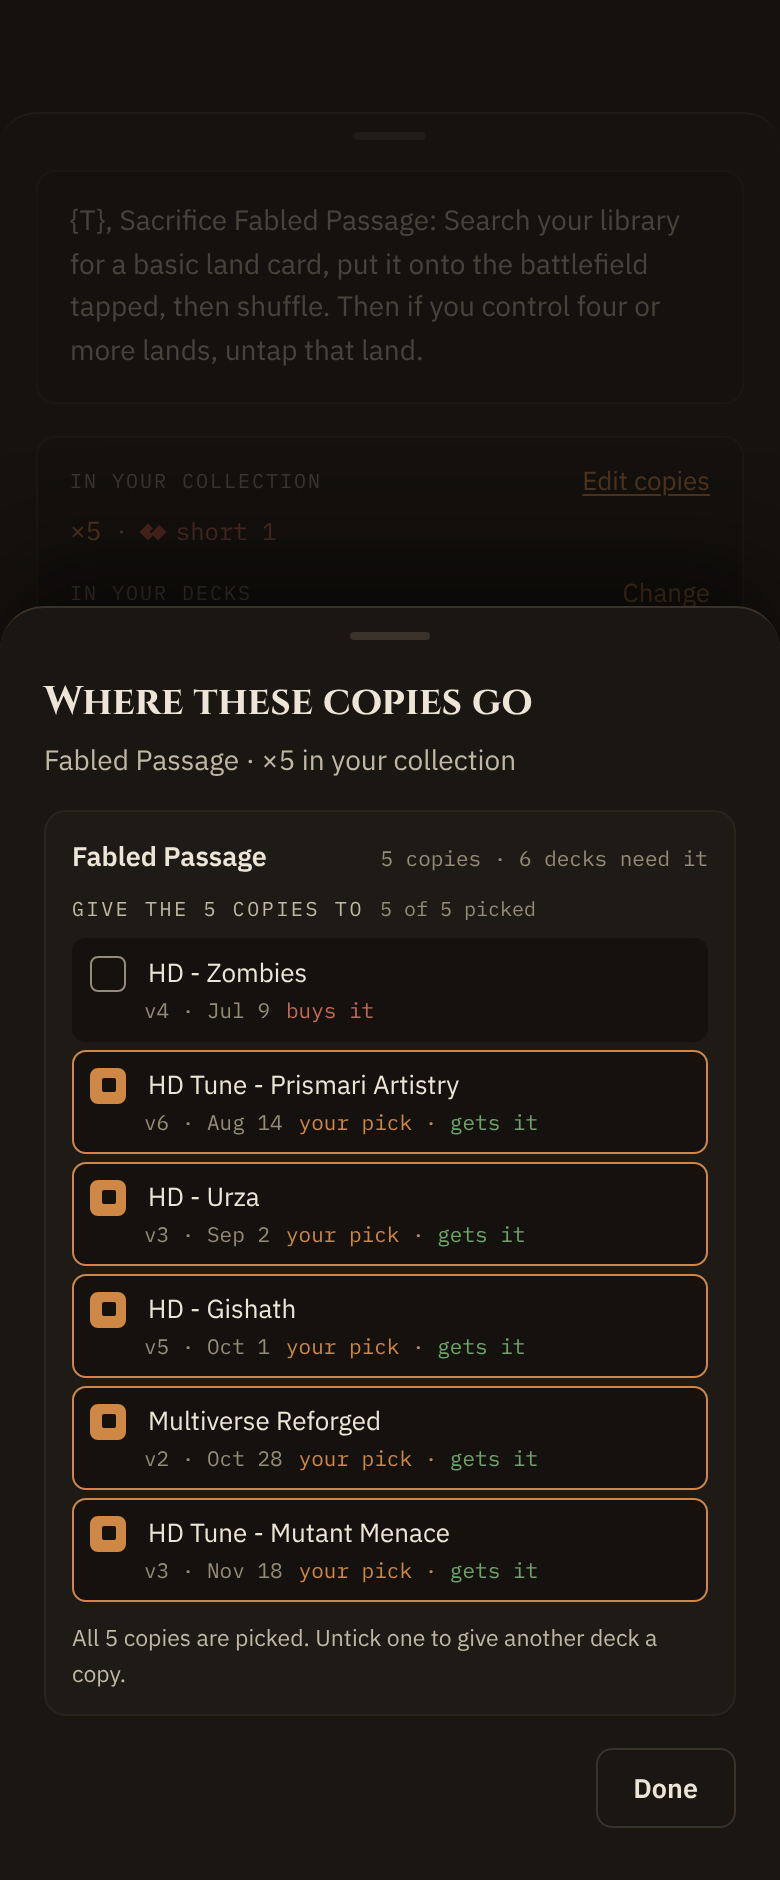 {T}, Sacrifice Fabled Passage: Search your library
for a basic land card, put it onto the battlefield
tapped, then shuffle. Then if you control four or
more lands, untap that land.
IN YOUR COLLECTION Edit copies
×5 · short 1
IN YOUR DECKS Change
Where these copies go
Fabled Passage · ×5 in your collection
Fabled Passage 5 copies · 6 decks need it
GIVE THE 5 COPIES TO 5 of 5 picked
HD - Zombies
v4 · Jul 9 buys it
HD Tune - Prismari Artistry
v6 · Aug 14 your pick · gets it
HD - Urza
v3 · Sep 2 your pick · gets it
HD - Gishath
v5 · Oct 1 your pick · gets it
Multiverse Reforged
v2 · Oct 28 your pick · gets it
HD Tune - Mutant Menace
v3 · Nov 18 your pick · gets it
All 5 copies are picked. Untick one to give another deck a
copy.
Done